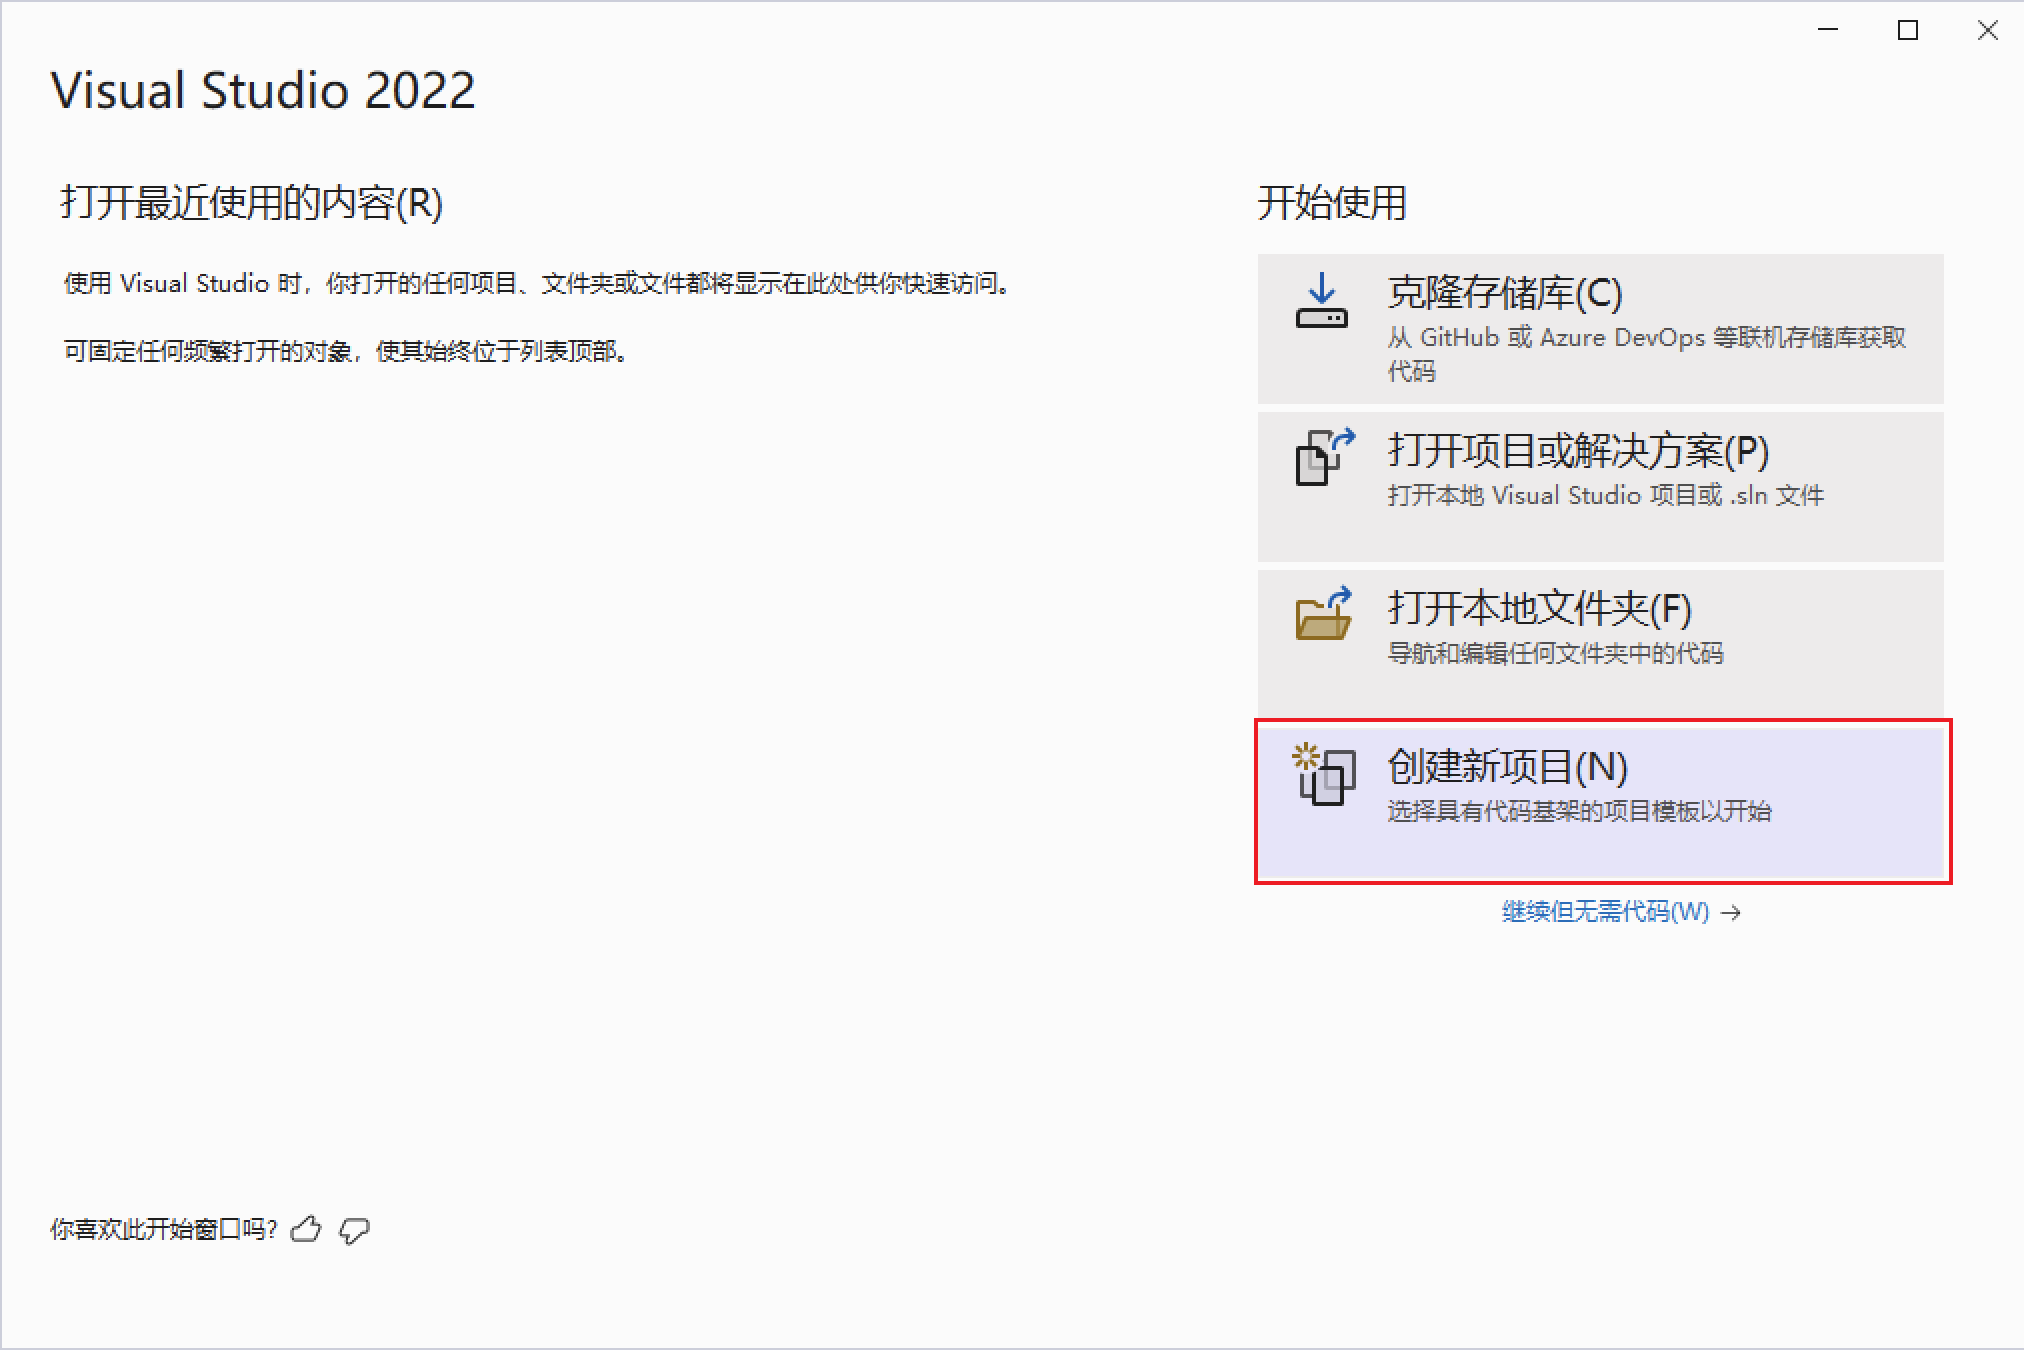 Visual Studio 2022
打开最近使用的内容(R)
使用 Visual Studio 时，你打开的任何项目、文件夹或文件都将显示在此处供你快速访问。
可固定任何频繁打开的对象，使其始终位于列表顶部。
开始使用
克隆存储库(C)
从 GitHub 或 Azure DevOps 等联机存储库获取
代码
打开项目或解决方案(P)
打开本地 Visual Studio 项目或 .sln 文件
打开本地文件夹(F)
导航和编辑任何文件夹中的代码
创建新项目(N)
选择具有代码基架的项目模板以开始
继续但无需代码(W) →
你喜欢此开始窗口吗?